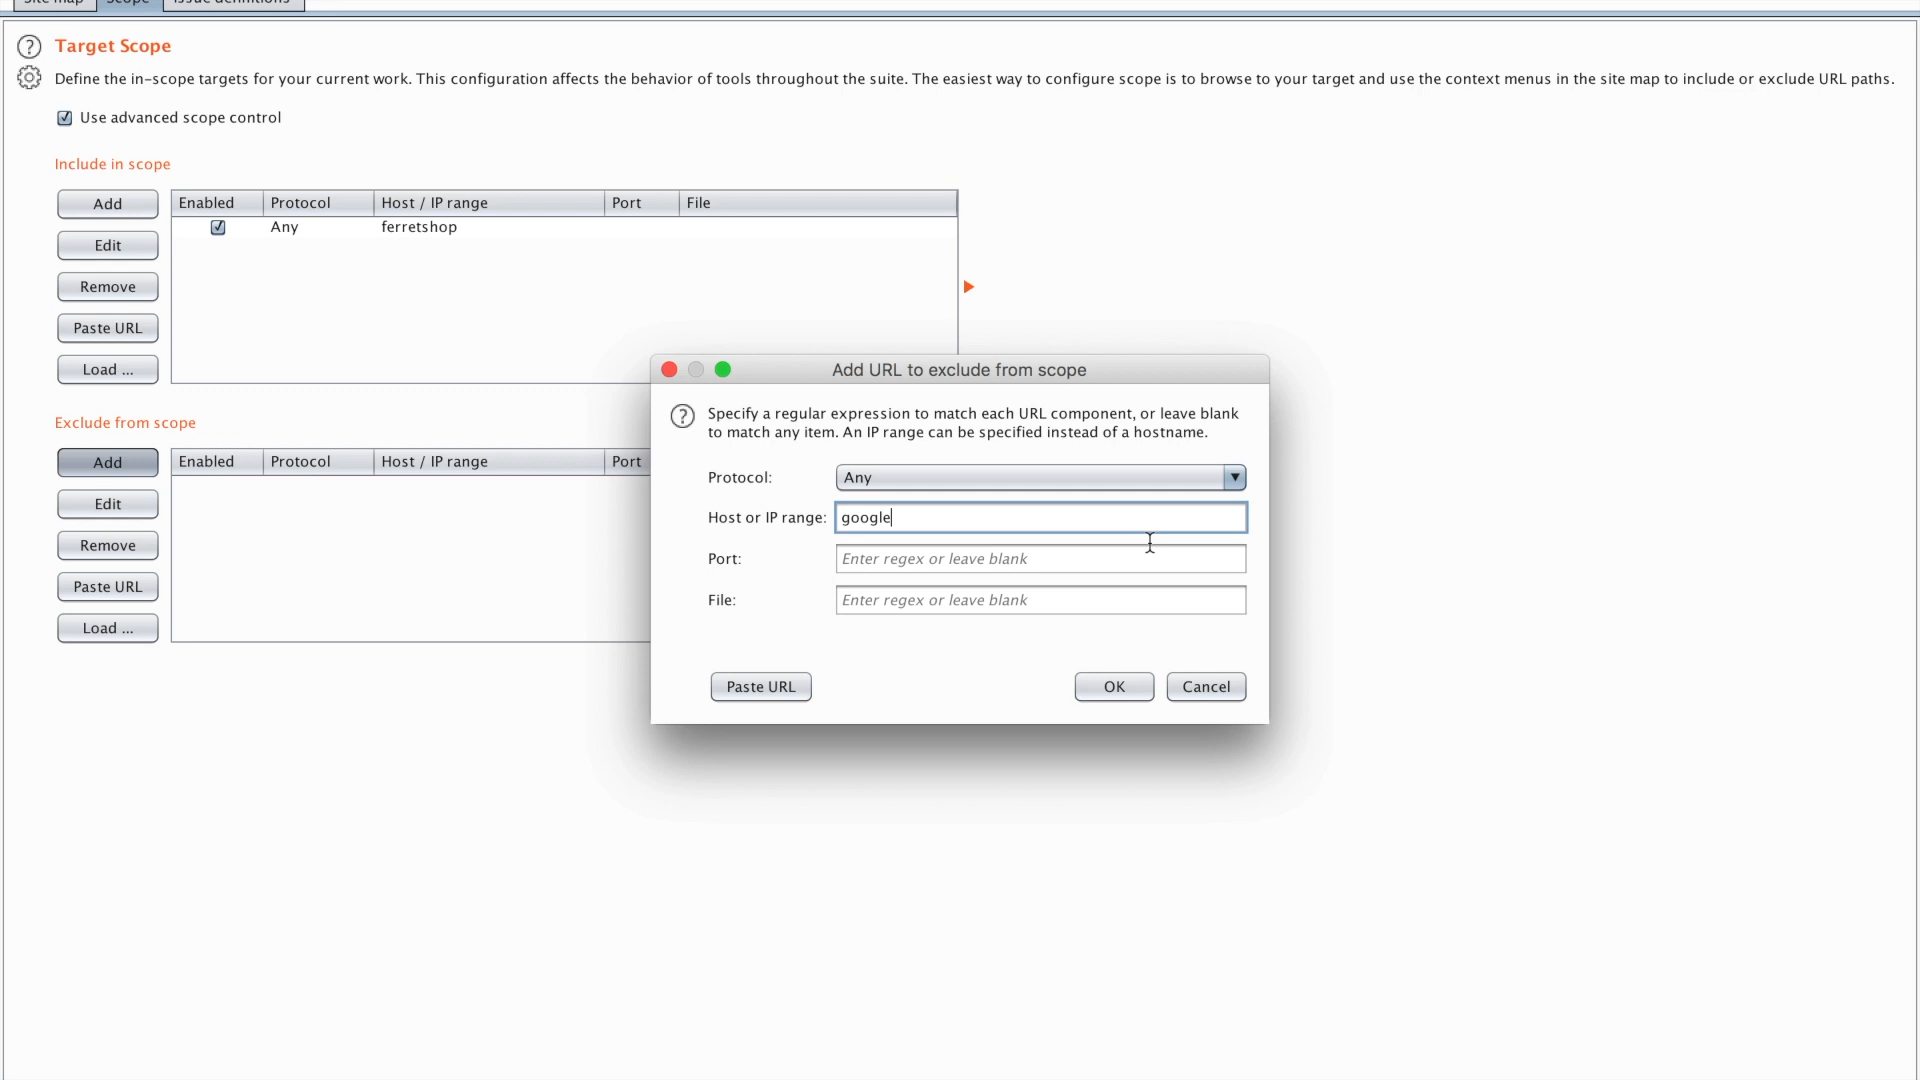 Site map Scope Issue definitions
? Target Scope
Define the in-scope targets for your current work. This configuration affects the behavior of tools throughout the suite. The easiest way to configure scope is to browse to your target and use the context menus in the site map to include or exclude URL paths.
Use advanced scope control
Include in scope
Add Enabled Protocol Host / IP range Port File
Any ferretshop
Edit
Remove
Paste URL
Load ...
Exclude from scope
Add Enabled Protocol Host / IP range Port
Edit
Remove
Paste URL
Load ...
Add URL to exclude from scope
? Specify a regular expression to match each URL component, or leave blank
to match any item. An IP range can be specified instead of a hostname.
Protocol: Any
Host or IP range: google
Port: Enter regex or leave blank
File: Enter regex or leave blank
Paste URL OK Cancel